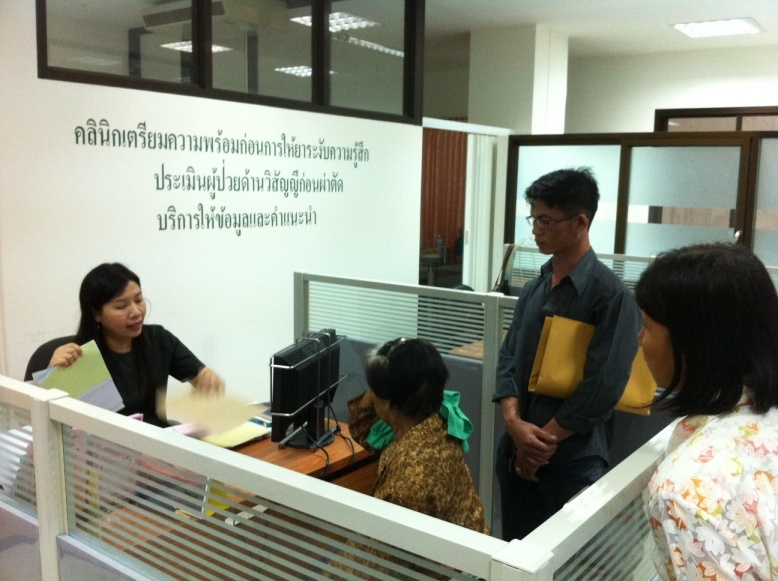 คลินิกเตรียมความพร้อมก่อนการให้ยาระงับความรู้สึก
ประเมินผู้ป่วยด้านวิสัญญีก่อนผ่าตัด
บริการให้ข้อมูลและคำแนะนำ